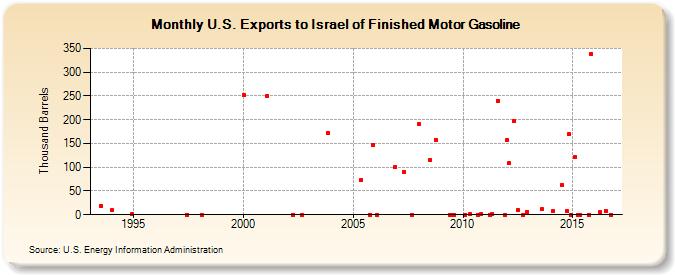 Monthly U.S. Exports to Israel of Finished Motor Gasoline
Thousand Barrels
350
300
250
200
150
100
50
0
1995 2000 2005 2010 2015
Source: U.S. Energy Information Administration